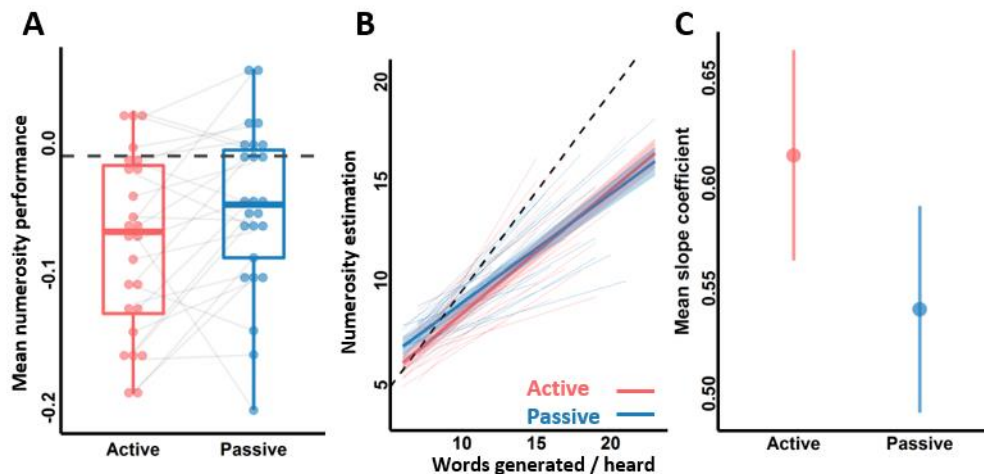 A
Mean numerosity performance
0.0
-0.1
-0.2
Active
Passive
B
Numerosity estimation
20
15
10
5
Active
Passive
10
15
20
Words generated / heard
C
Mean slope coefficient
0.65
0.60
0.55
0.50
Active
Passive